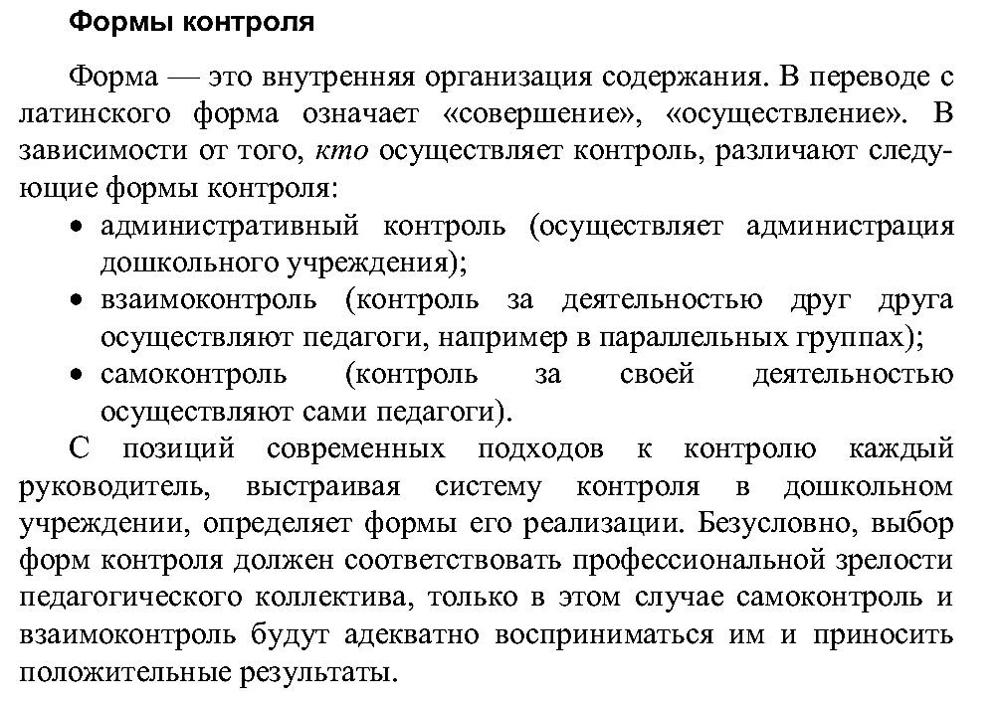 Формы контроля
Форма — это внутренняя организация содержания. В переводе с
латинского форма означает «совершение», «осуществление». В
зависимости от того, кто осуществляет контроль, различают следу-
ющие формы контроля:
• административный контроль (осуществляет администрация
дошкольного учреждения);
• взаимоконтроль (контроль за деятельностью друг друга
осуществляют педагоги, например в параллельных группах);
• самоконтроль (контроль за своей деятельностью
осуществляют сами педагоги).
С позиций современных подходов к контролю каждый
руководитель, выстраивая систему контроля в дошкольном
учреждении, определяет формы его реализации. Безусловно, выбор
форм контроля должен соответствовать профессиональной зрелости
педагогического коллектива, только в этом случае самоконтроль и
взаимоконтроль будут адекватно восприниматься им и приносить
положительные результаты.